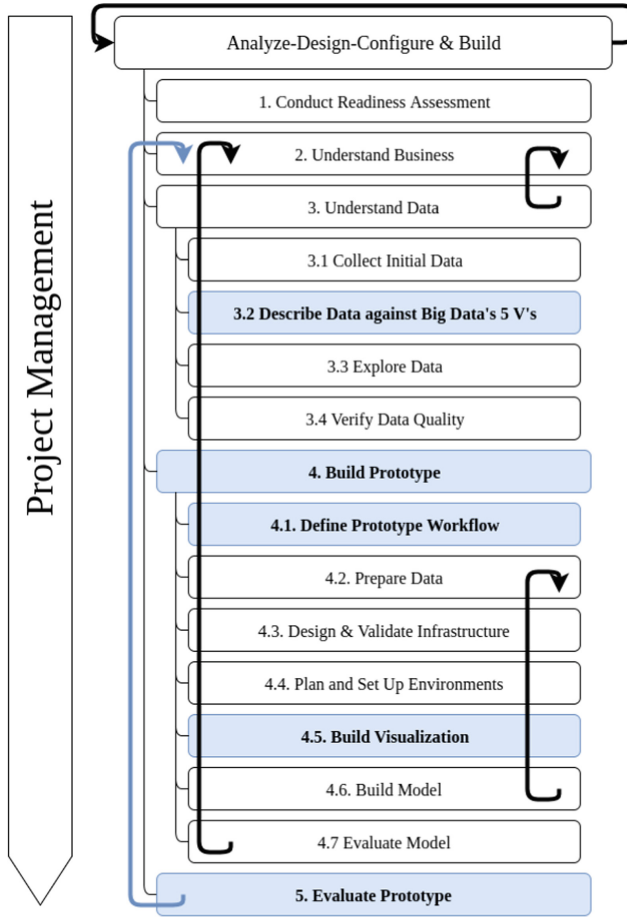 Project Management
Analyze-Design-Configure & Build
1. Conduct Readiness Assessment
2. Understand Business
3. Understand Data
3.1 Collect Initial Data
3.2 Describe Data against Big Data's 5 V's
3.3 Explore Data
3.4 Verify Data Quality
4. Build Prototype
4.1. Define Prototype Workflow
4.2. Prepare Data
4.3. Design & Validate Infrastructure
4.4. Plan and Set Up Environments
4.5. Build Visualization
4.6. Build Model
4.7 Evaluate Model
5. Evaluate Prototype